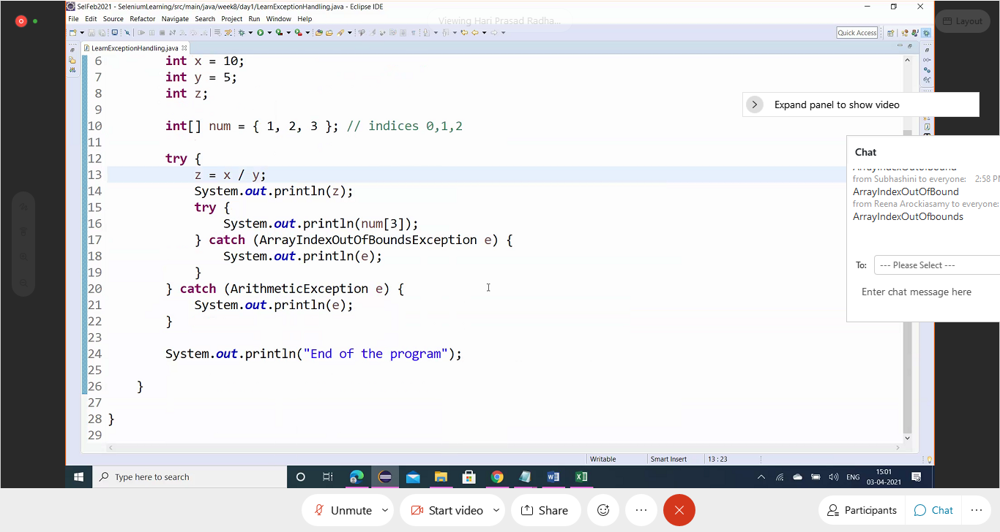 SelFeb2021 - SeleniumLearning/src/main/java/week8/day1/LearnExceptionHandling.java - Eclipse IDE
File Edit Source Refactor Navigate Search Project Run Window Help
Viewing Hari Prasad Radha...
Layout
Quick Access
LearnExceptionHandling.java
6 int x = 10;
7 int y = 5;
8 int z;
9
10 int[] num = { 1, 2, 3 }; // indices 0,1,2
11
12 try {
13 z = x / y;
14 System.out.println(z);
15 try {
16 System.out.println(num[3]);
17 } catch (ArrayIndexOutOfBoundsException e) {
18 System.out.println(e);
19 }
20 } catch (ArithmeticException e) {
21 System.out.println(e);
22 }
23
24 System.out.println("End of the program");
25
26 }
27
28 }
29
Expand panel to show video
Chat
from Subhashini to everyone: 2:58 PM
ArrayIndexOutOfBound
from Reena Arockiasamy to everyone:
ArrayIndexOutOfbounds
To: --- Please Select ---
Enter chat message here
Writable Smart Insert 13 : 23
Type here to search
ENG
15:01
03-04-2021
Unmute Start video Share Participants Chat